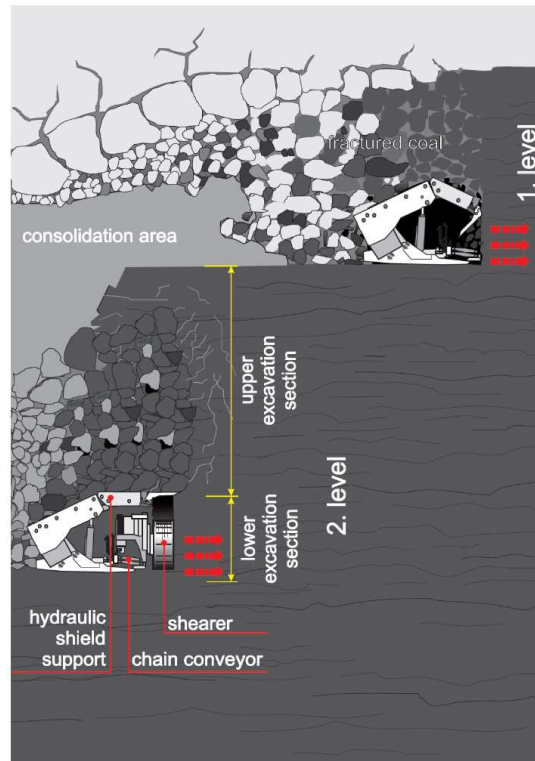 fractured coal
1. level
consolidation area
upper
excavation
section
2. level
lower
excavation
section
hydraulic
shield
support
shearer
chain conveyor